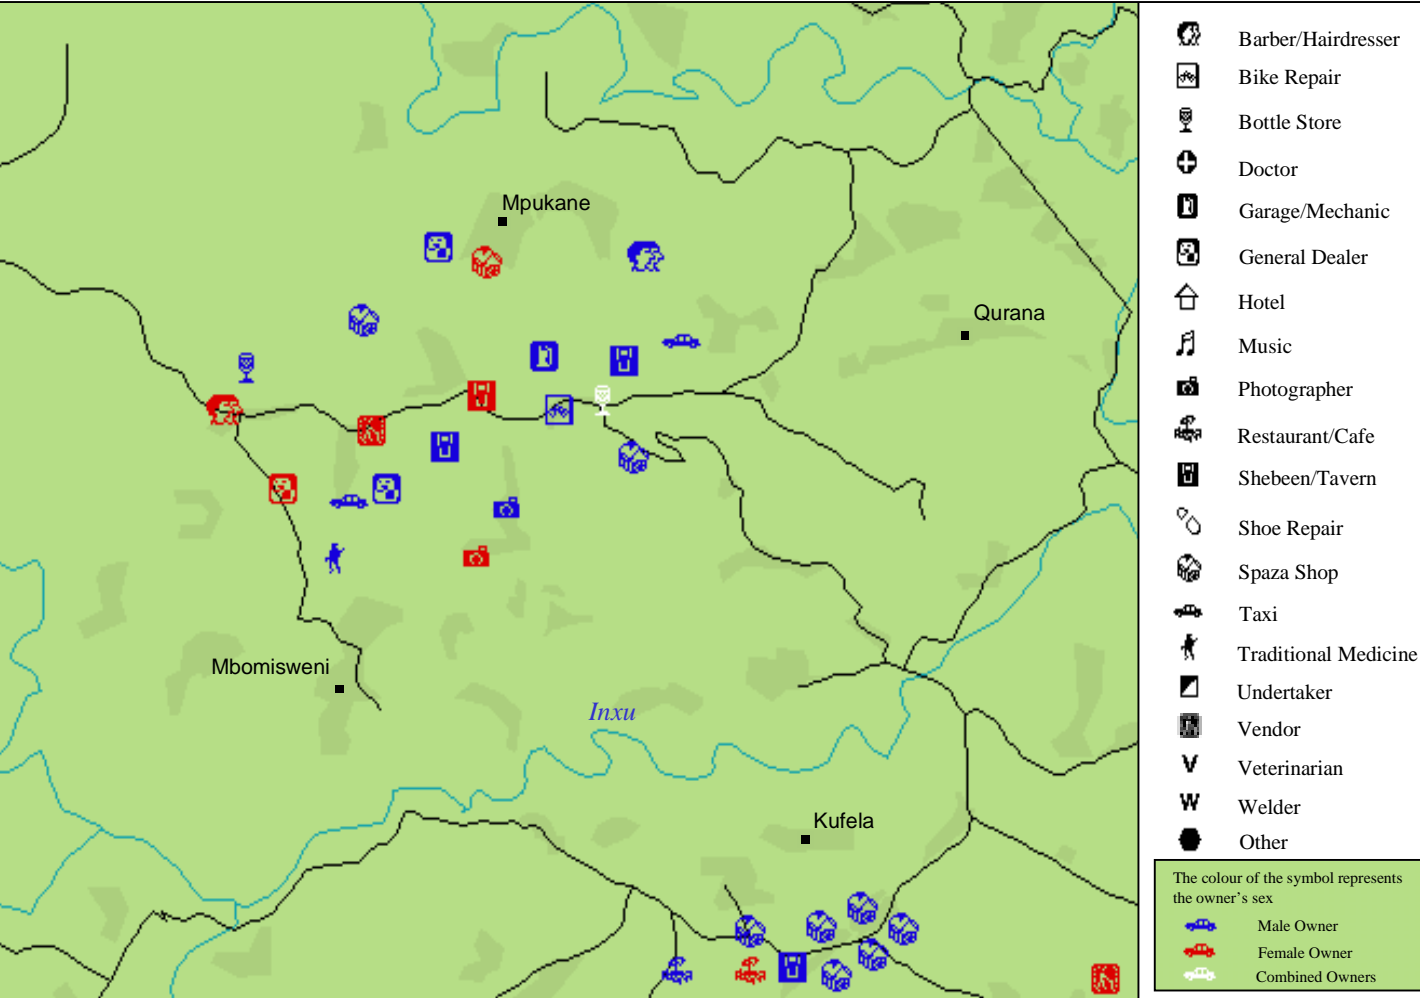 Mpukane
Qurana
Mbomisweni
Inxu
Kufela
Barber/Hairdresser
Bike Repair
Bottle Store
Doctor
Garage/Mechanic
General Dealer
Hotel
Music
Photographer
Restaurant/Cafe
Shebeen/Tavern
Shoe Repair
Spaza Shop
Taxi
Traditional Medicine
Undertaker
Vendor
V Veterinarian
W Welder
Other
The colour of the symbol represents
the owner's sex
Male Owner
Female Owner
Combined Owners